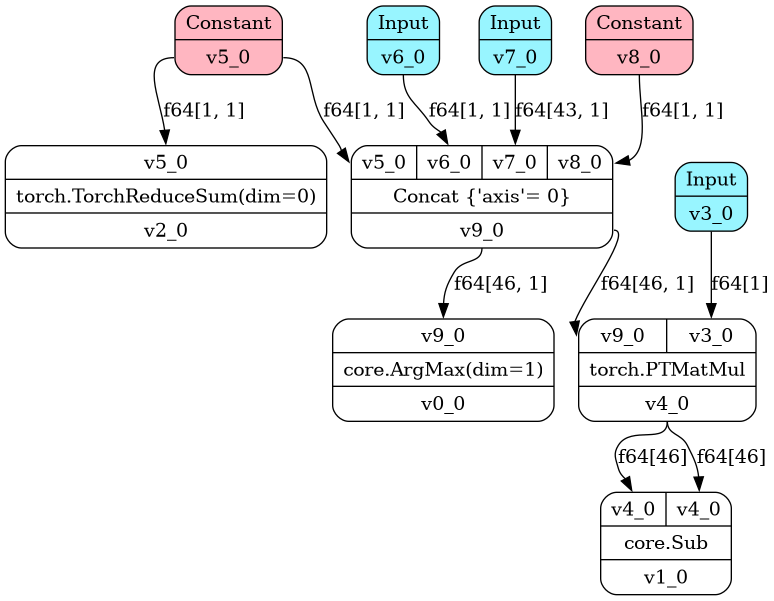 Constant
v5_0
Input
v6_0
Input
v7_0
Constant
v8_0
f64[1, 1]
f64[1, 1]
f64[1, 1]
f64[43, 1]
f64[1, 1]
v5_0
torch.TorchReduceSum(dim=0)
v2_0
v5_0 v6_0 v7_0 v8_0
Concat {'axis'= 0}
v9_0
Input
v3_0
f64[46, 1]
f64[46, 1]
f64[1]
v9_0
core.ArgMax(dim=1)
v0_0
v9_0 v3_0
torch.PTMatMul
v4_0
f64[46]
f64[46]
v4_0 v4_0
core.Sub
v1_0